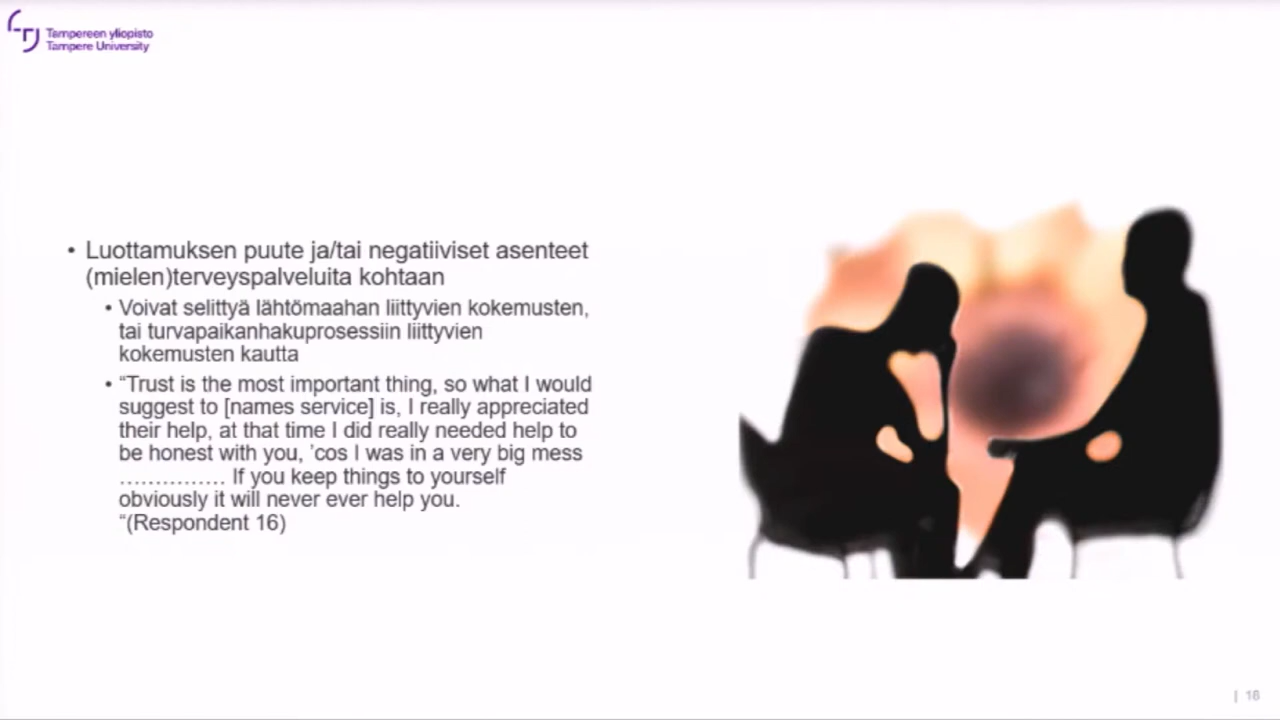 Tampereen yliopisto
Tampere University
• Luottamuksen puute ja/tai negatiiviset asenteet
(mielen)terveyspalveluita kohtaan
• Voivat selittyä lähtömaahan liittyvien kokemusten,
tai turvapaikanhakuprosessiin liittyvien
kokemusten kautta
• “Trust is the most important thing, so what I would
suggest to [names service] is, I really appreciated
their help, at that time I did really needed help to
be honest with you, ’cos I was in a very big mess
…………… If you keep things to yourself
obviously it will never ever help you.
“(Respondent 16)
| 16